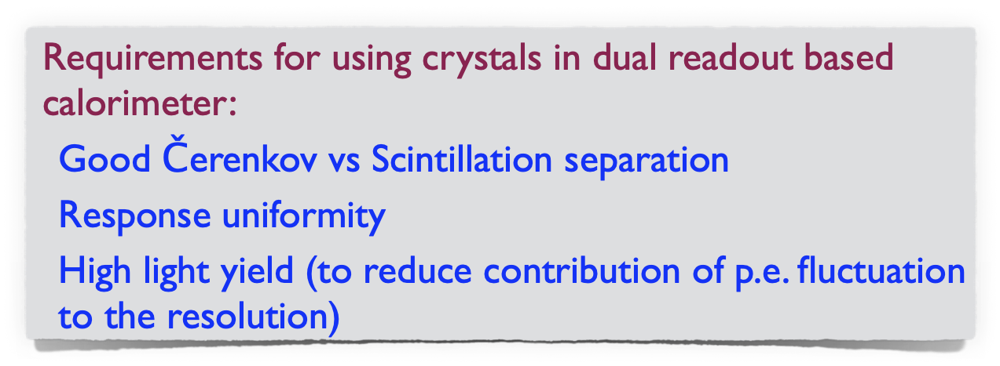 Requirements for using crystals in dual readout based
calorimeter:
Good Čerenkov vs Scintillation separation
Response uniformity
High light yield (to reduce contribution of p.e. fluctuation
to the resolution)